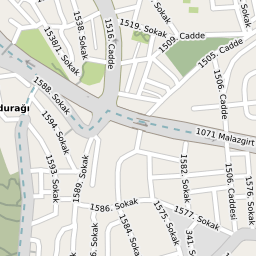 1538/1. Sokak
1538. Sokak
1516. Cadde
1519. Sokak
1509. Cadde
1505. Cadde
1506. Cadde
1588. Sokak
durağı
1594. Sokak
1071 Malazgirt
1593. Sokak
1589. Sokak
1582. Sokak
1506. Caddesi
1576. Sokak
1586. Sokak
1577. Sokak
1584. Sokak
341. Sokak